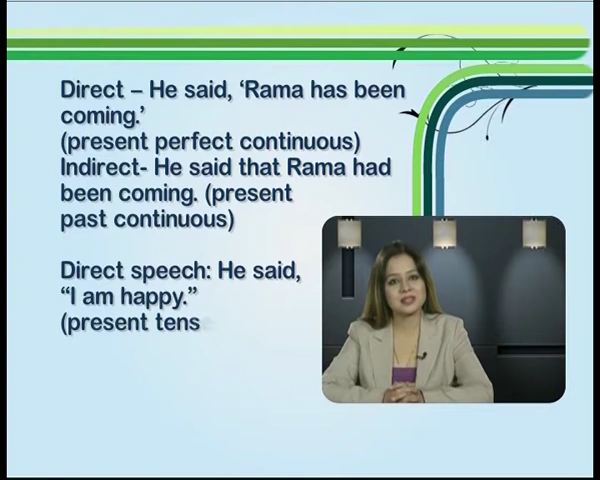 Direct – He said, ‘Rama has been
coming.’
(present perfect continuous)
Indirect- He said that Rama had
been coming. (present
past continuous)
Direct speech: He said,
“I am happy.”
(present tens